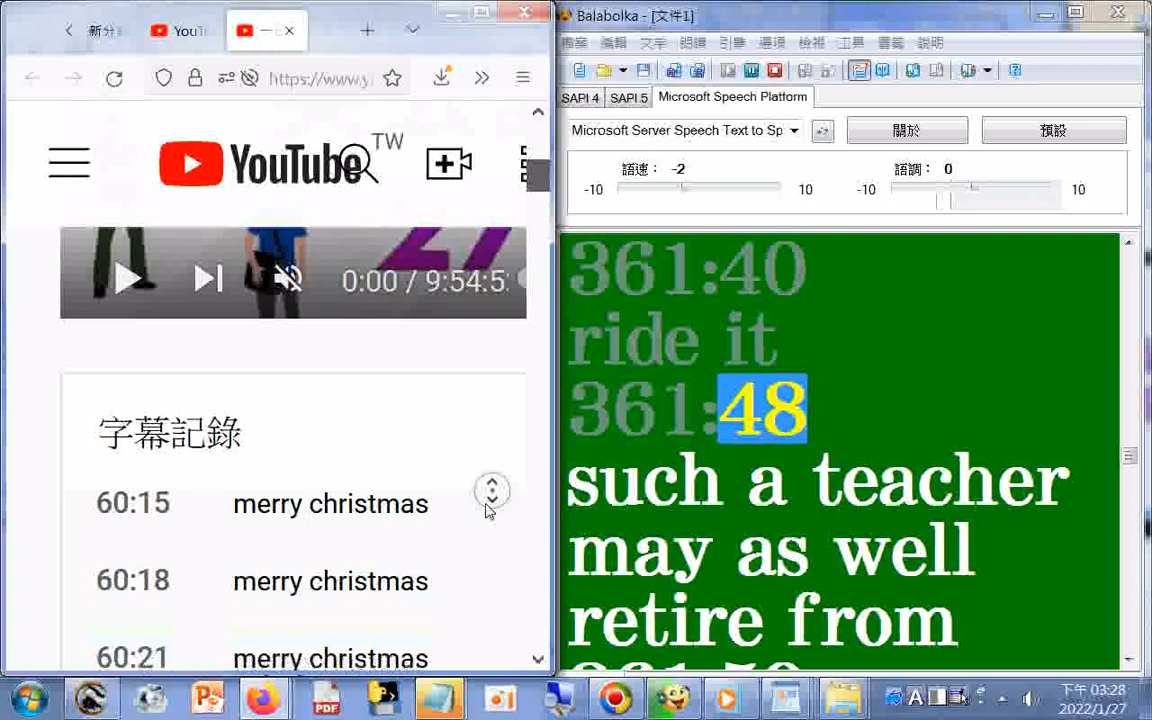 新分
YouT
一
https://www.y
YouTube TW
27
0:00 / 9:54:5
字幕記錄
60:15 merry christmas
60:18 merry christmas
60:21 merry christmas
Balabolka - [文件1]
檔案 編輯 文字 朗讀 引擎 選項 檢視 工具 書籤 說明
SAPI 4 SAPI 5 Microsoft Speech Platform
Microsoft Server Speech Text to Sp
關於
預設
語速： -2
-10 10
語調： 0
-10 10
361:40
ride it
361:48
such a teacher
may as well
retire from
361:50
PDF
A
下午 03:28
2022/1/27